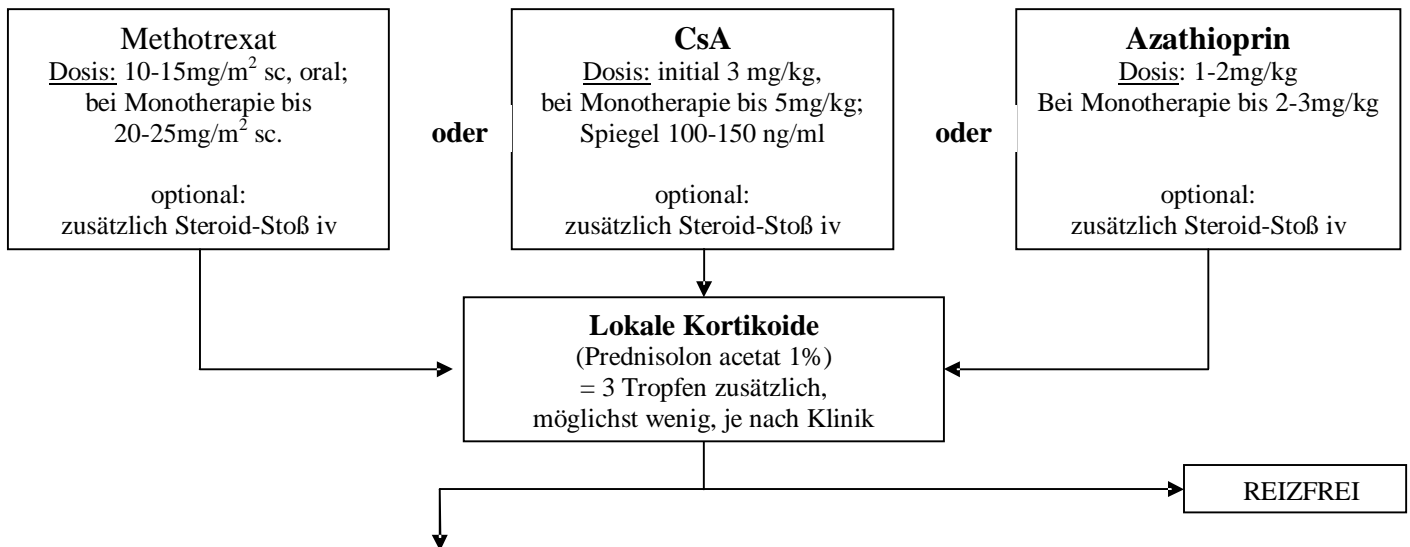 Methotrexat
Dosis: 10-15mg/m² sc, oral;
bei Monotherapie bis
20-25mg/m² sc.
optional:
zusätzlich Steroid-Stoß iv
oder
CsA
Dosis: initial 3 mg/kg,
bei Monotherapie bis 5mg/kg;
Spiegel 100-150 ng/ml
optional:
zusätzlich Steroid-Stoß iv
oder
Azathioprin
Dosis: 1-2mg/kg
Bei Monotherapie bis 2-3mg/kg
optional:
zusätzlich Steroid-Stoß iv
Lokale Kortikoide
(Prednisolon acetat 1%)
= 3 Tropfen zusätzlich,
möglichst wenig, je nach Klinik
REIZFREI